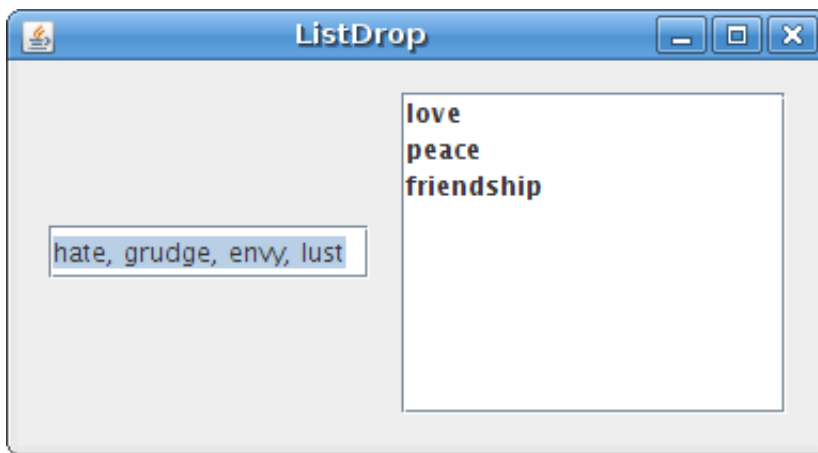 ListDrop
hate, grudge, envy, lust
love
peace
friendship